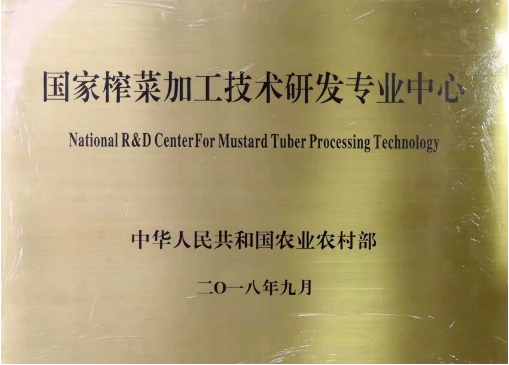 国家榨菜加工技术研发专业中心
National R&D CenterFor Mustard Tuber Processing Technology
中华人民共和国农业农村部
二〇一八年九月